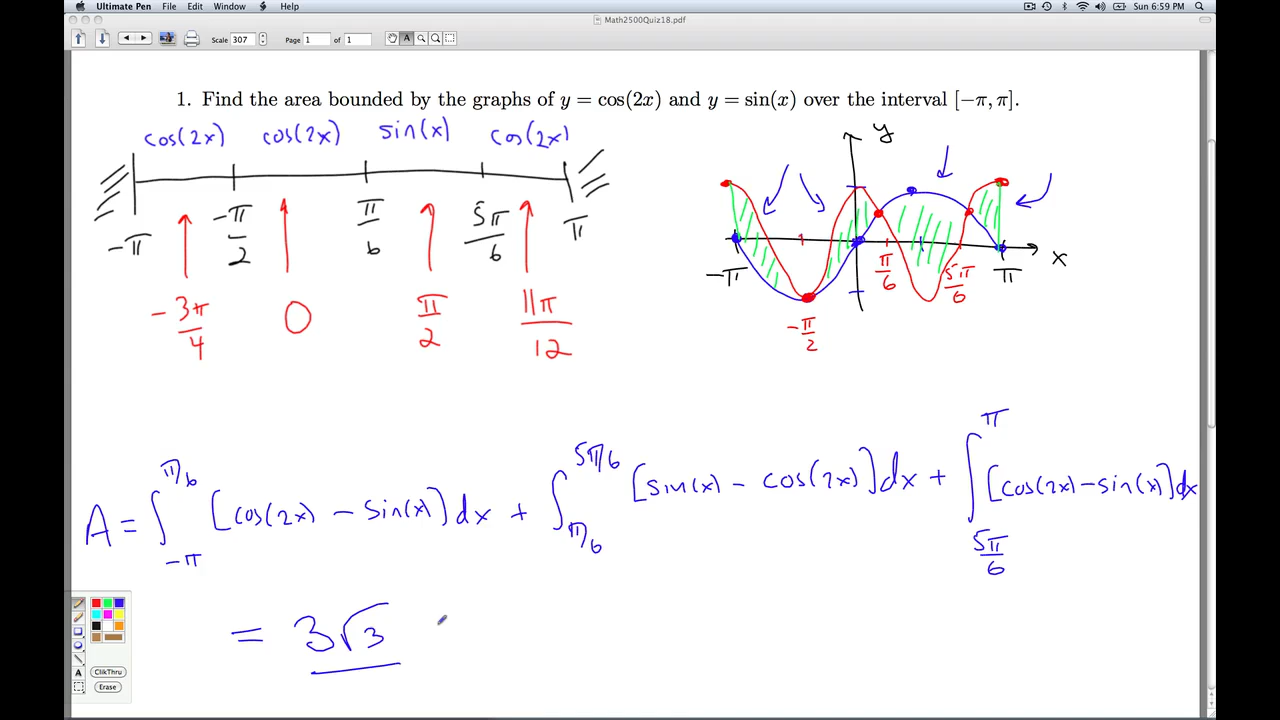 Ultimate Pen File Edit Window Help Sun 6:59 PM
Math2500Quiz18.pdf
Scale 307 Page 1 of 1 A
1. Find the area bounded by the graphs of y = cos(2x) and y = sin(x) over the interval [−π, π].
cos(2x) cos(2x) sin(x) cos(2x)
-π -π/2 π/6 5π/6 π
-3π/4 0 π/2 11π/12
y
x
-π -π/2 π/6 5π/6 π
A = ∫_{-π}^{π/6} [cos(2x) - sin(x)]dx + ∫_{π/6}^{5π/6} [sin(x) - cos(2x)]dx + ∫_{5π/6}^{π} [cos(2x)-sin(x)]dx
= 3√3
A
ClikThru
Erase